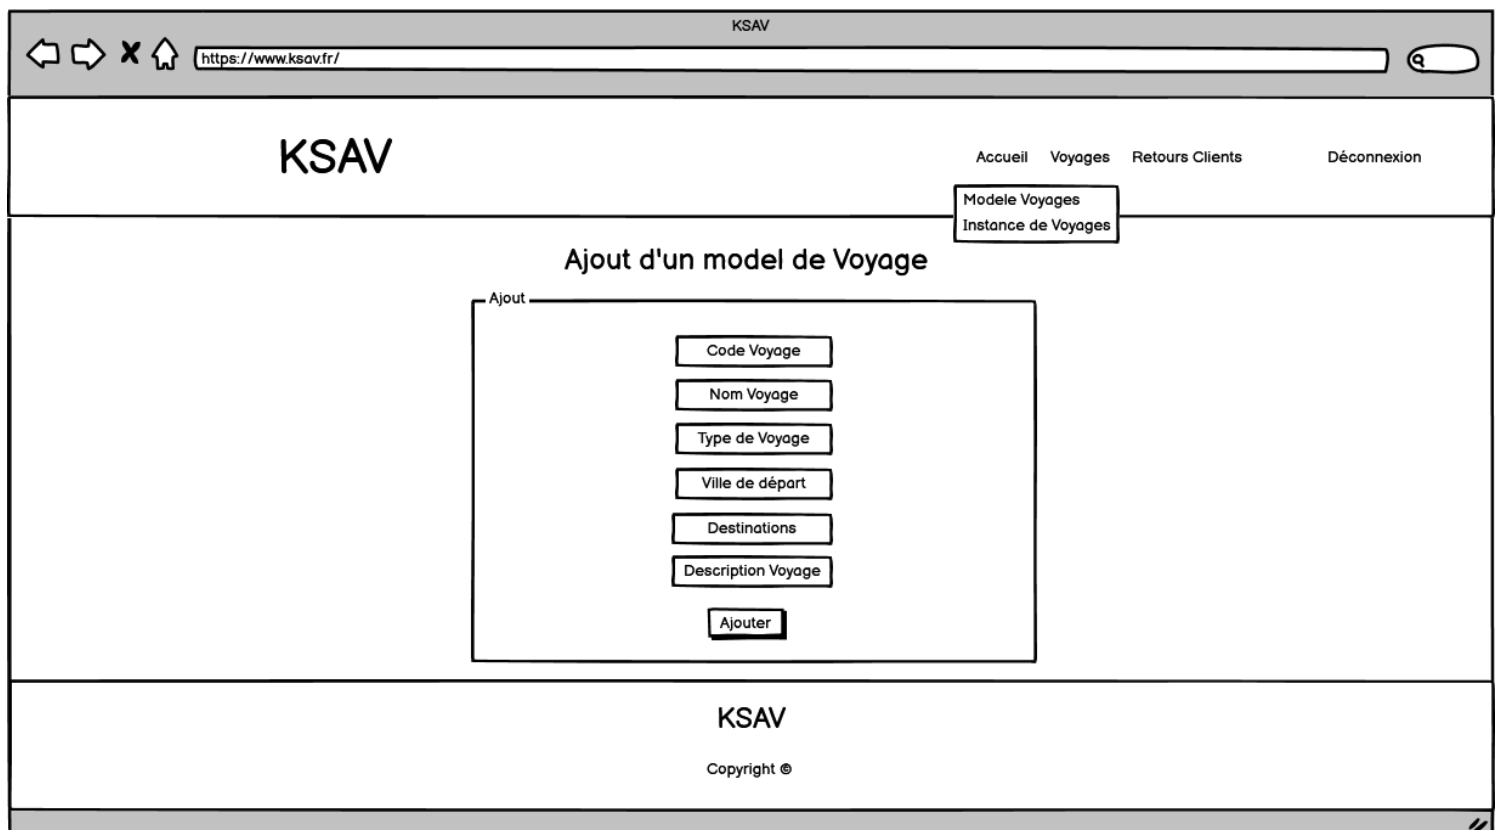 KSAV
https://www.ksav.fr/
KSAV
Accueil Voyages Retours Clients Déconnexion
Modele Voyages
Instance de Voyages
Ajout d'un model de Voyage
Ajout
Code Voyage
Nom Voyage
Type de Voyage
Ville de départ
Destinations
Description Voyage
Ajouter
KSAV
Copyright ©